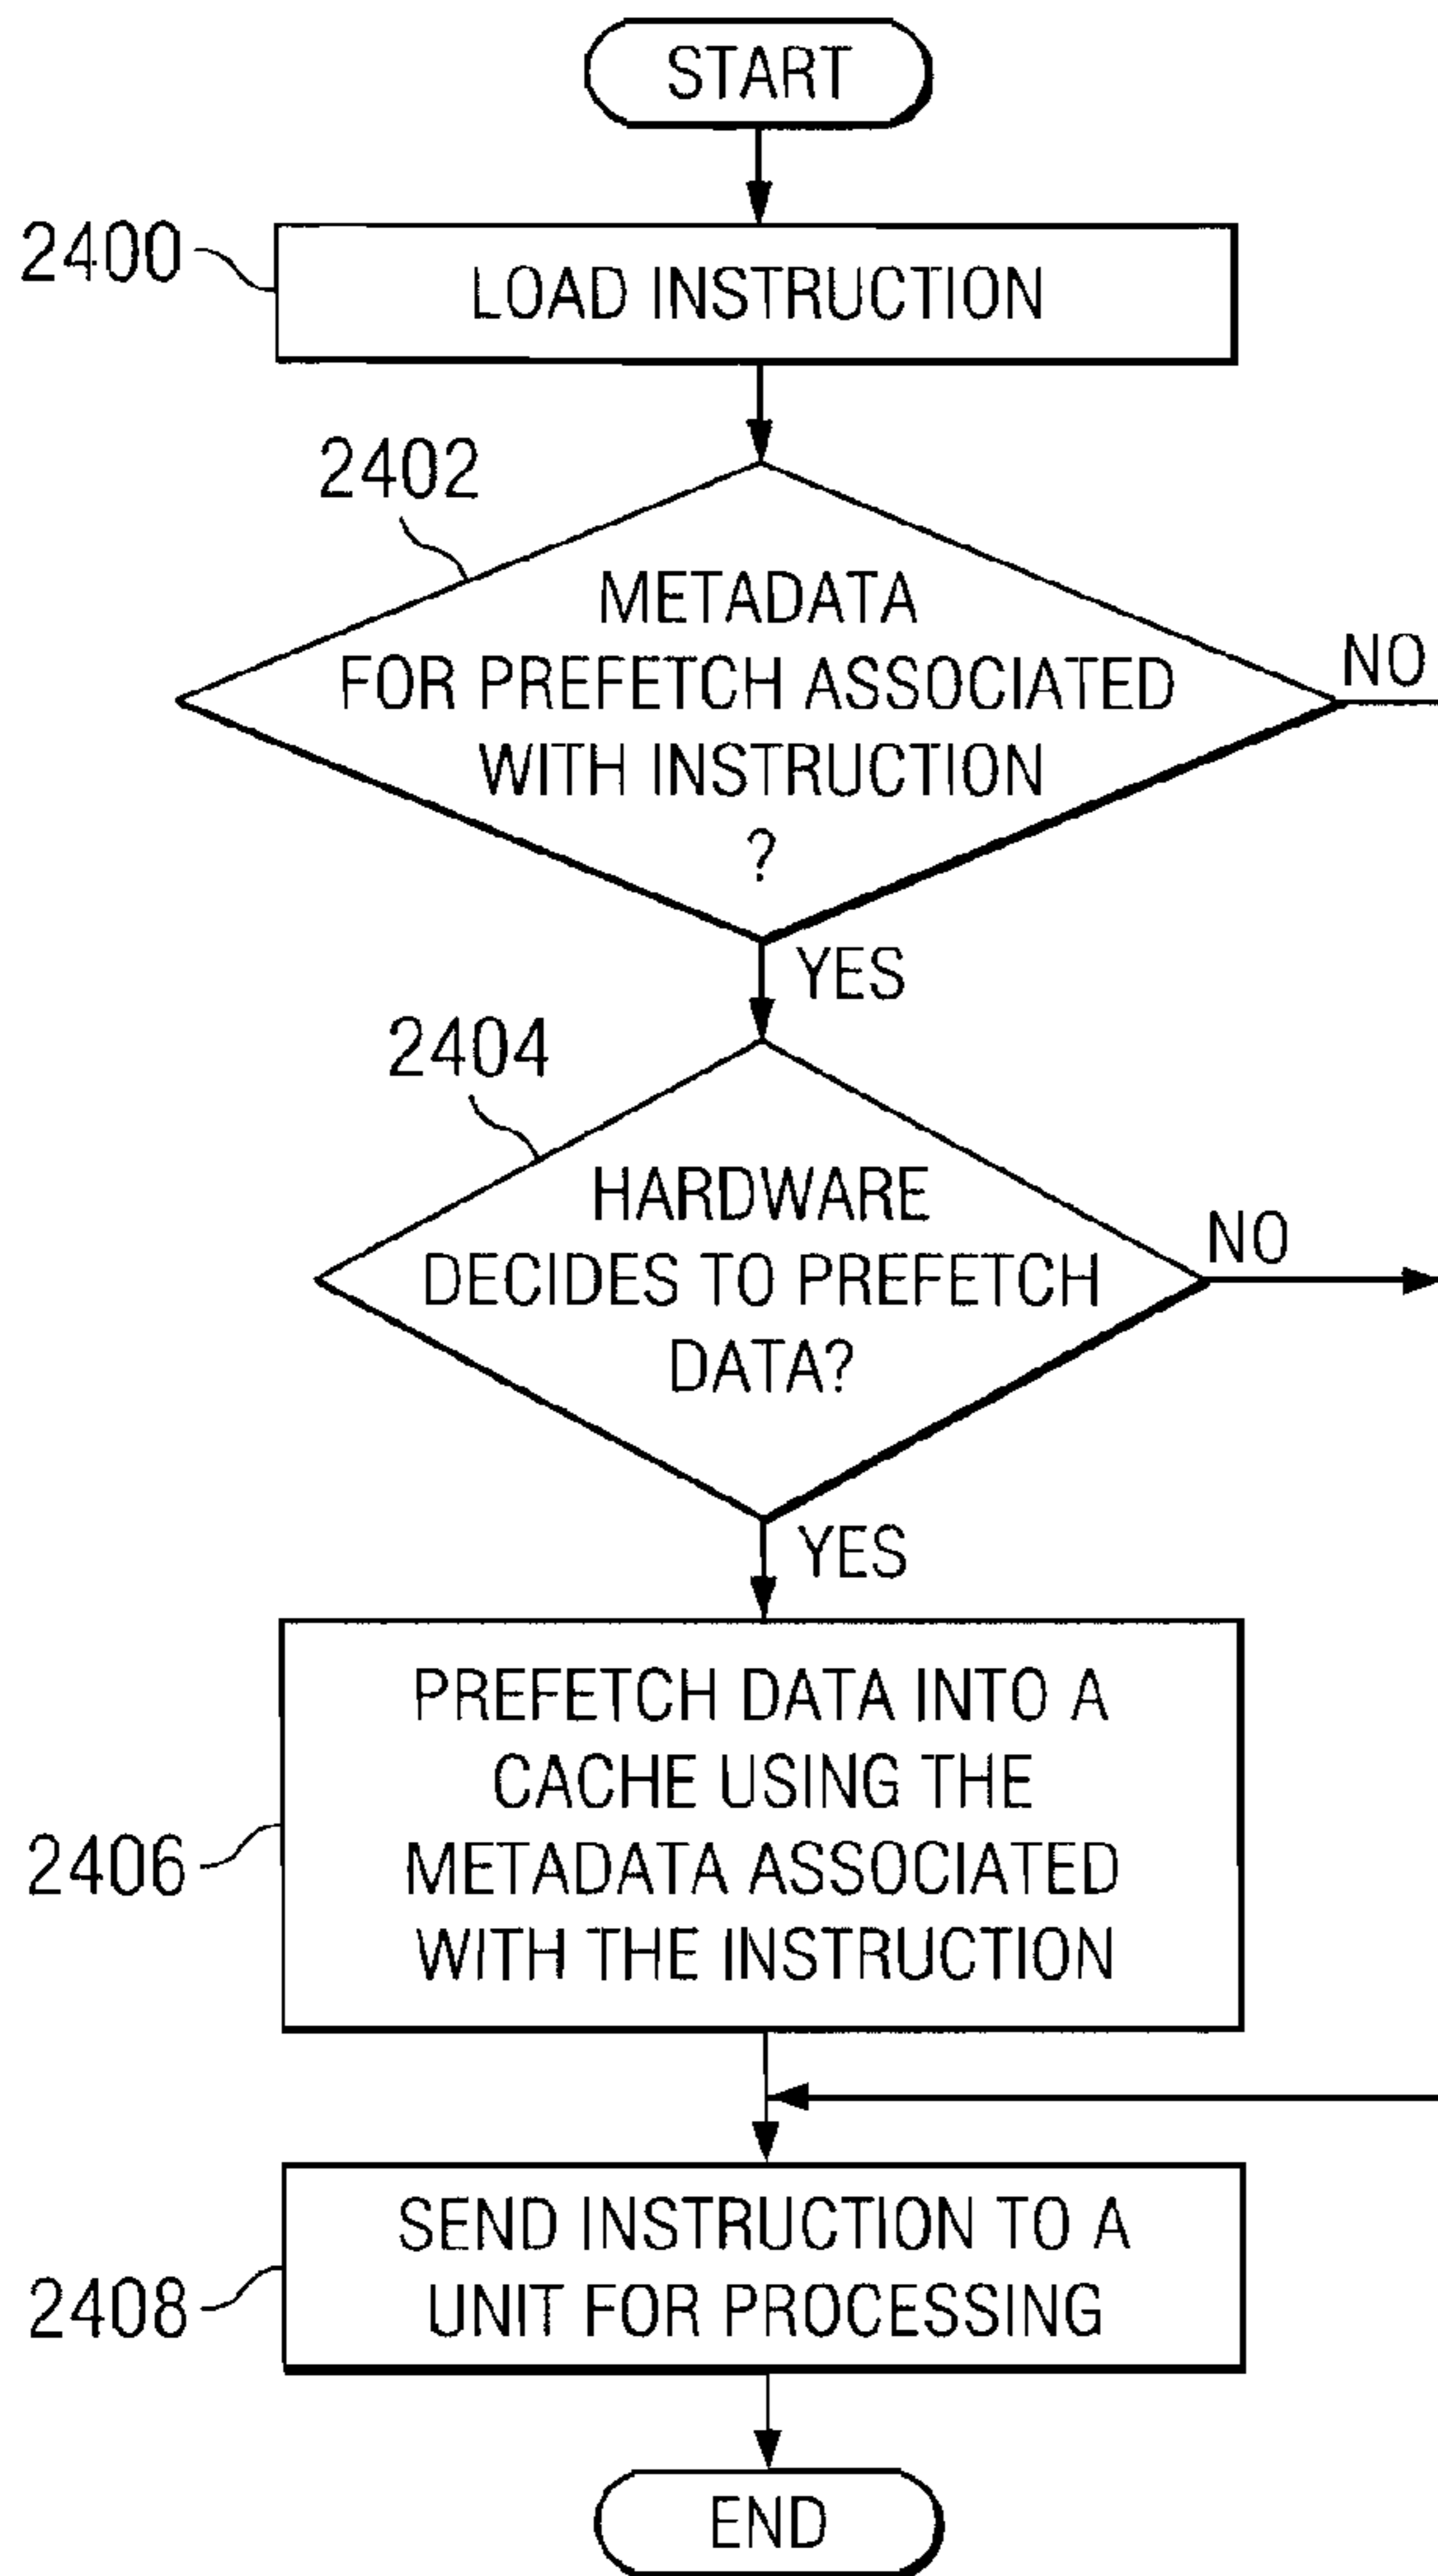 START
2400
LOAD INSTRUCTION
2402
METADATA
FOR PREFETCH ASSOCIATED
WITH INSTRUCTION
?
NO
YES
2404
HARDWARE
DECIDES TO PREFETCH
DATA?
NO
YES
2406
PREFETCH DATA INTO A
CACHE USING THE
METADATA ASSOCIATED
WITH THE INSTRUCTION
2408
SEND INSTRUCTION TO A
UNIT FOR PROCESSING
END